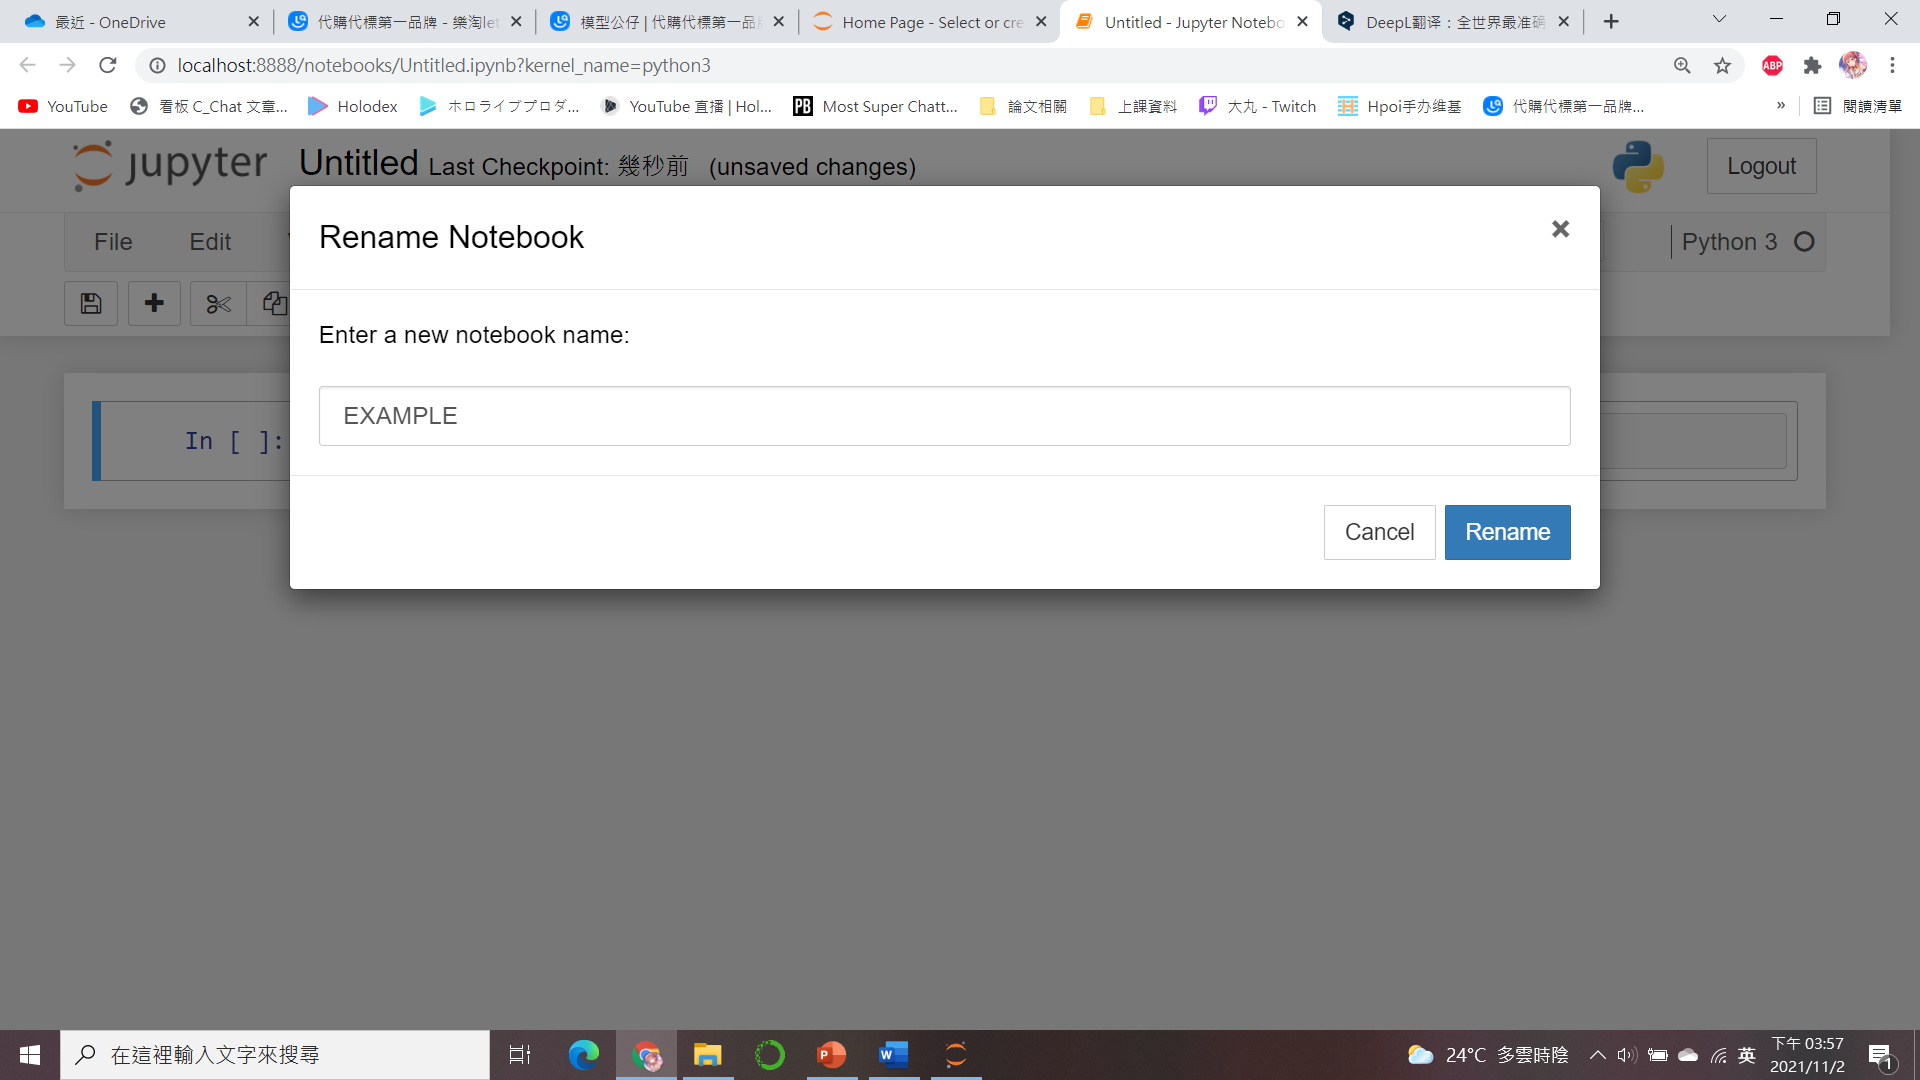 最近 - OneDrive
代購代標第一品牌 - 樂淘let
模型公仔 | 代購代標第一品
Home Page - Select or cre
Untitled - Jupyter Notebo
DeepL翻译：全世界最准确
localhost:8888/notebooks/Untitled.ipynb?kernel_name=python3
ABP
YouTube
看板 C_Chat 文章...
Holodex
ホロライブプロダ...
YouTube 直播 | Hol...
PB
Most Super Chatt...
論文相關
上課資料
大丸 - Twitch
Hpoi手办维基
代購代標第一品牌...
»
閱讀清單
jupyter
Untitled Last Checkpoint: 幾秒前 (unsaved changes)
Logout
File
Edit
Python 3
Rename Notebook
Enter a new notebook name:
EXAMPLE
In [ ]:
Cancel
Rename
在這裡輸入文字來搜尋
24°C 多雲時陰
英
下午 03:57
2021/11/2
1